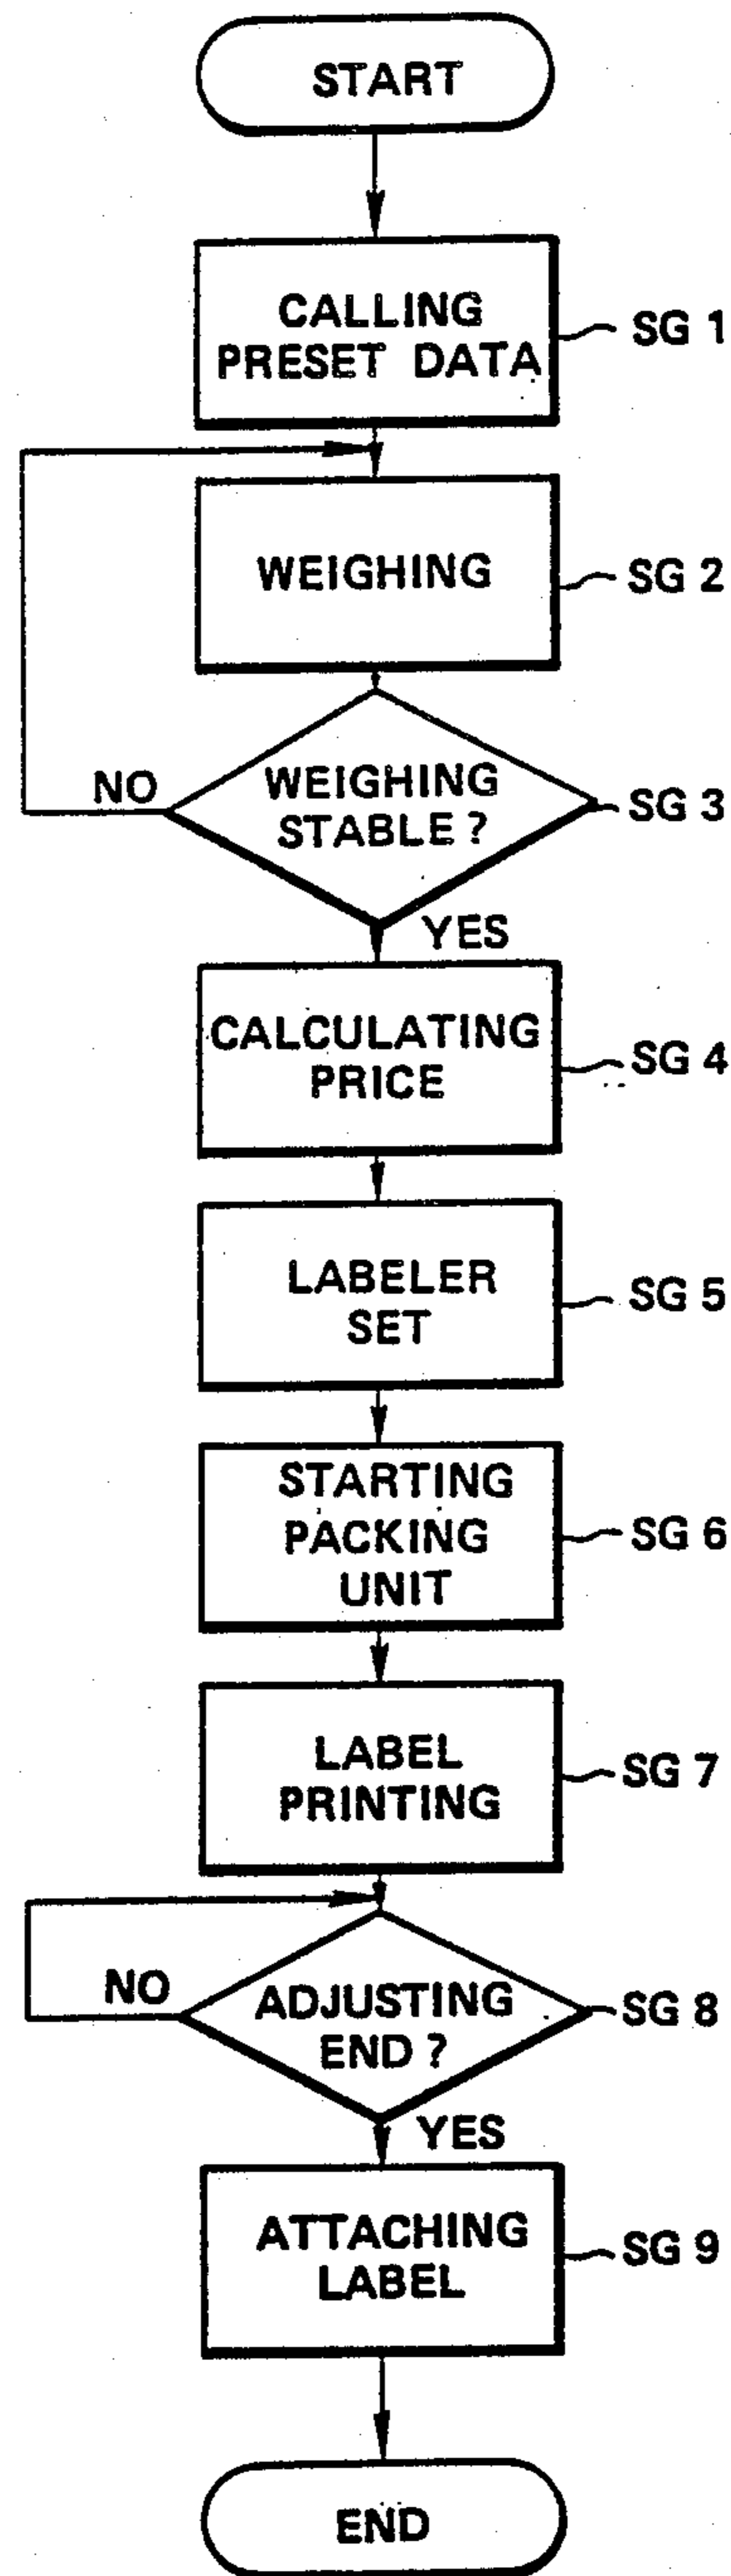 START
CALLING
PRESET DATA
SG 1
WEIGHING
SG 2
WEIGHING
STABLE ?
NO
SG 3
YES
CALCULATING
PRICE
SG 4
LABELER
SET
SG 5
STARTING
PACKING
UNIT
SG 6
LABEL
PRINTING
SG 7
ADJUSTING
END ?
NO
SG 8
YES
ATTACHING
LABEL
SG 9
END